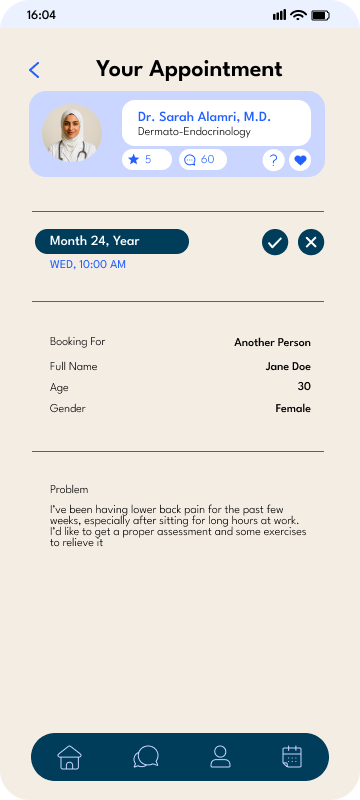 16:04
Your Appointment
Dr. Sarah Alamri, M.D.
Dermato-Endocrinology
5
60
?
Month 24, Year
WED, 10:00 AM
Booking For
Another Person
Full Name
Jane Doe
Age
30
Gender
Female
Problem
I've been having lower back pain for the past few
weeks, especially after sitting for long hours at work.
I'd like to get a proper assessment and some exercises
to relieve it